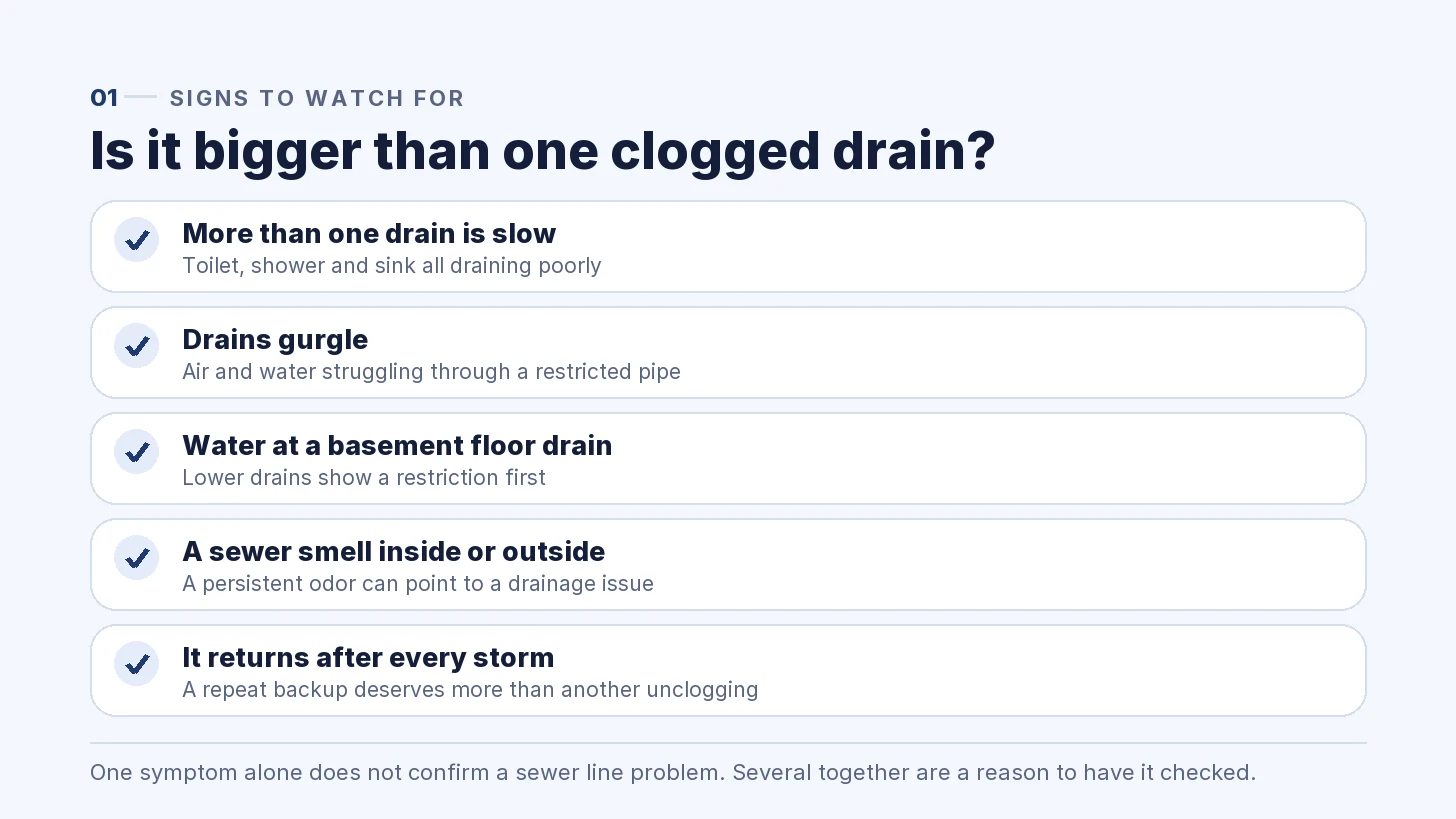 01 — SIGNS TO WATCH FOR
Is it bigger than one clogged drain?
More than one drain is slow
Toilet, shower and sink all draining poorly
Drains gurgle
Air and water struggling through a restricted pipe
Water at a basement floor drain
Lower drains show a restriction first
A sewer smell inside or outside
A persistent odor can point to a drainage issue
It returns after every storm
A repeat backup deserves more than another unclogging
One symptom alone does not confirm a sewer line problem. Several together are a reason to have it checked.